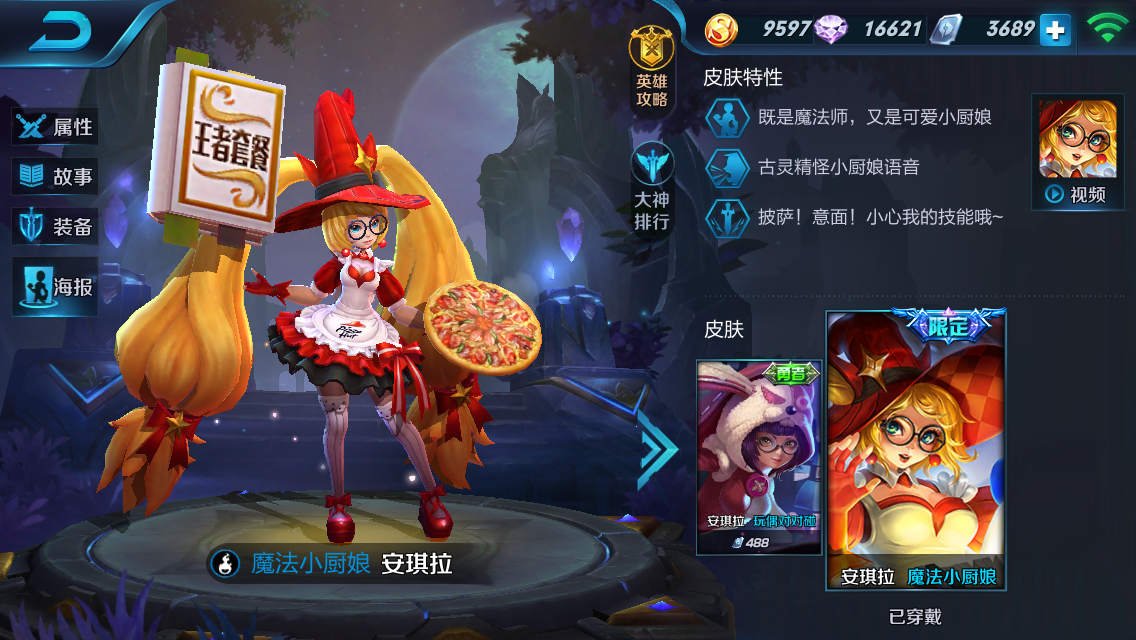 9597
16621
3689
英雄
攻略
皮肤特性
既是魔法师，又是可爱小厨娘
古灵精怪小厨娘语音
披萨！意面！小心我的技能哦~
视频
大神
排行
属性
故事
装备
海报
王者套餐
Pizza
Hut
皮肤
勇者
限定
安琪拉 玩偶对对碰
488
安琪拉 魔法小厨娘
已穿戴
魔法小厨娘 安琪拉